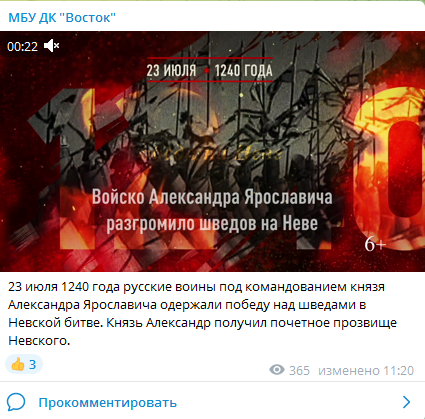 МБУ ДК "Восток"
00:22
23 ИЮЛЯ • 1240 ГОДА
Войско Александра Ярославича
разгромило шведов на Неве
6+
23 июля 1240 года русские воины под командованием князя
Александра Ярославича одержали победу над шведами в
Невской битве. Князь Александр получил почетное прозвище
Невского.
👍 3
365 изменено 11:20
Прокомментировать